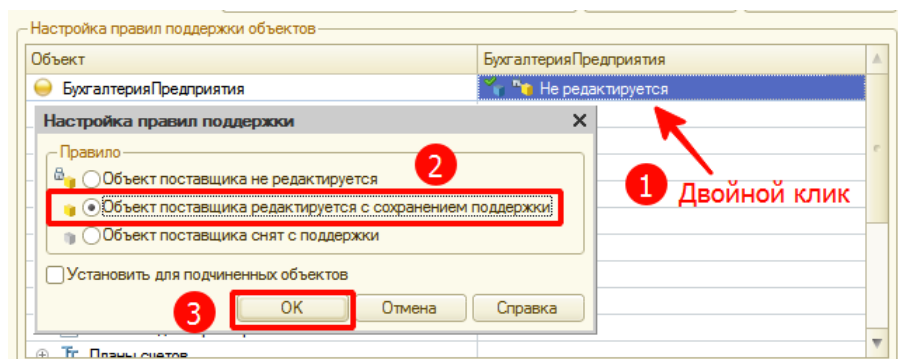 Настройка правил поддержки объектов
Объект БухгалтерияПредприятия
БухгалтерияПредприятия Не редактируется
Настройка правил поддержки
Правило
2
Объект поставщика не редактируется
1 Двойной клик
Объект поставщика редактируется с сохранением поддержки
Объект поставщика снят с поддержки
Установить для подчиненных объектов
3 ОК Отмена Справка
Планы счетов